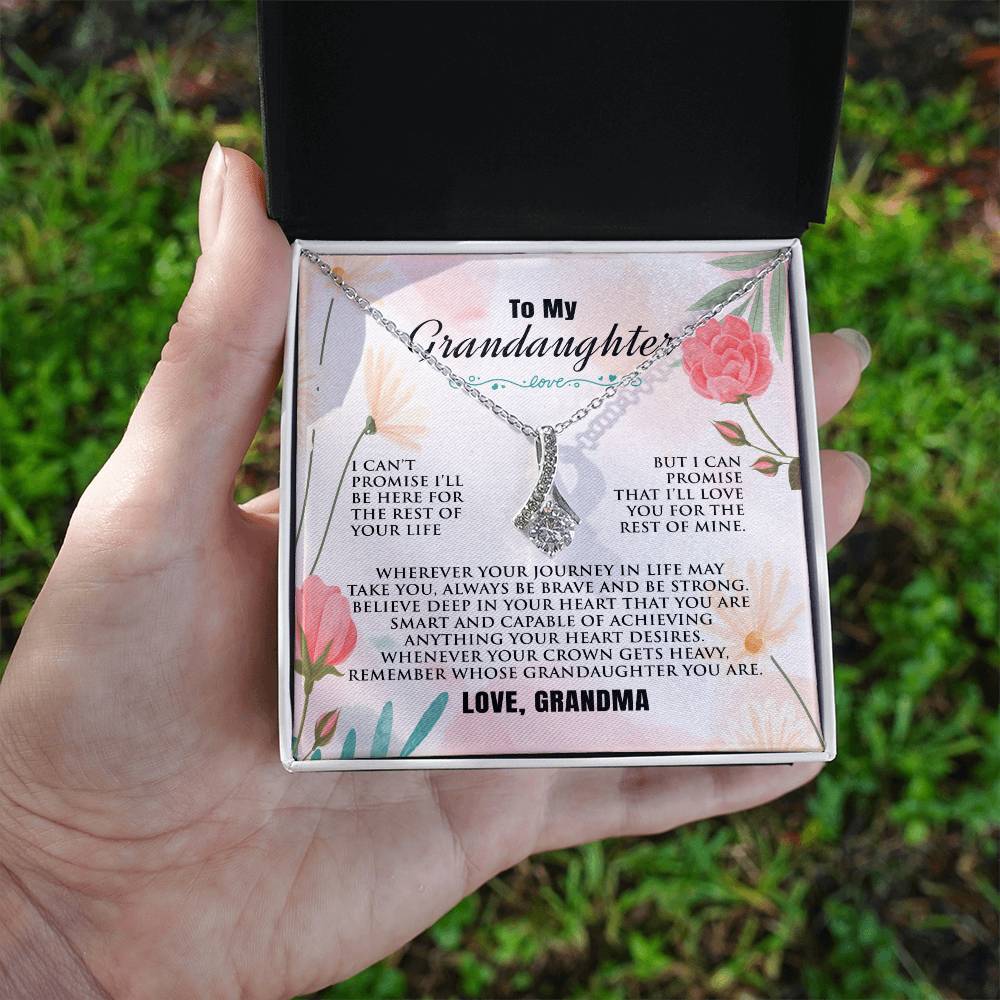 To My
Grandaughter
love
I CAN'T
PROMISE I'LL
BE HERE FOR
THE REST OF
YOUR LIFE
BUT I CAN
PROMISE
THAT I'LL LOVE
YOU FOR THE
REST OF MINE.
WHEREVER YOUR JOURNEY IN LIFE MAY
TAKE YOU, ALWAYS BE BRAVE AND BE STRONG.
BELIEVE DEEP IN YOUR HEART THAT YOU ARE
SMART AND CAPABLE OF ACHIEVING
ANYTHING YOUR HEART DESIRES.
WHENEVER YOUR CROWN GETS HEAVY,
REMEMBER WHOSE GRANDAUGHTER YOU ARE.
LOVE, GRANDMA